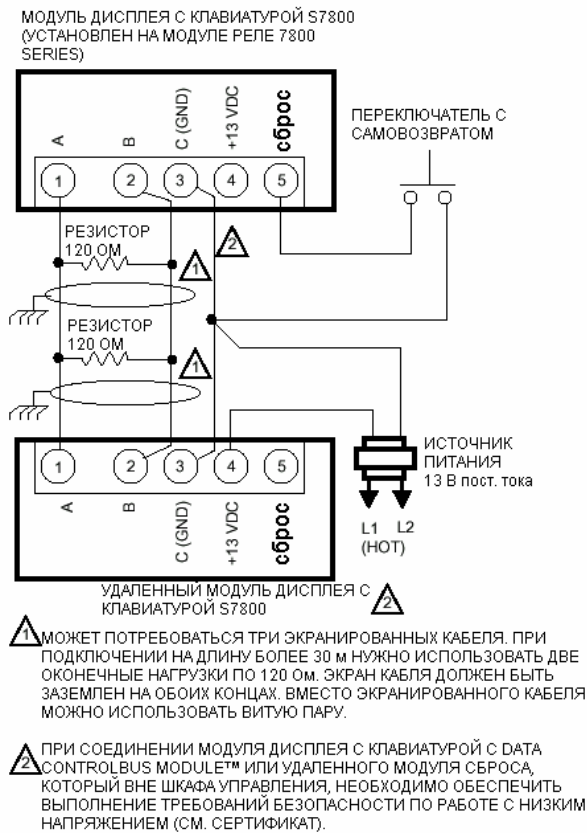 МОДУЛЬ ДИСПЛЕЯ С КЛАВИАТУРОЙ S7800
(УСТАНОВЛЕН НА МОДУЛЕ РЕЛЕ 7800
SERIES)
A
B
C (GND)
+13 VDC
сброс
1
2
3
4
5
ПЕРЕКЛЮЧАТЕЛЬ С
САМОВОЗВРАТОМ
РЕЗИСТОР
120 ОМ
1
2
РЕЗИСТОР
120 ОМ
1
1
2
3
4
5
A
B
C (GND)
+13 VDC
сброс
ИСТОЧНИК
ПИТАНИЯ
13 В пост. тока
L1 L2
(HOT)
УДАЛЕННЫЙ МОДУЛЬ ДИСПЛЕЯ С
КЛАВИАТУРОЙ S7800
2
1 МОЖЕТ ПОТРЕБОВАТЬСЯ ТРИ ЭКРАНИРОВАННЫХ КАБЕЛЯ. ПРИ
ПОДКЛЮЧЕНИИ НА ДЛИНУ БОЛЕЕ 30 м НУЖНО ИСПОЛЬЗОВАТЬ ДВЕ
ОКОНЕЧНЫЕ НАГРУЗКИ ПО 120 Ом. ЭКРАН КАБЛЯ ДОЛЖЕН БЫТЬ
ЗАЗЕМЛЕН НА ОБОИХ КОНЦАХ. ВМЕСТО ЭКРАНИРОВАННОГО КАБЕЛЯ
МОЖНО ИСПОЛЬЗОВАТЬ ВИТУЮ ПАРУ.
2 ПРИ СОЕДИНЕНИИ МОДУЛЯ ДИСПЛЕЯ С КЛАВИАТУРОЙ С DATA
CONTROLBUS MODULE™ ИЛИ УДАЛЕННОГО МОДУЛЯ СБРОСА,
КОТОРЫЙ ВНЕ ШКАФА УПРАВЛЕНИЯ, НЕОБХОДИМО ОБЕСПЕЧИТЬ
ВЫПОЛНЕНИЕ ТРЕБОВАНИЙ БЕЗОПАСНОСТИ ПО РАБОТЕ С НИЗКИМ
НАПРЯЖЕНИЕМ (СМ. СЕРТИФИКАТ).